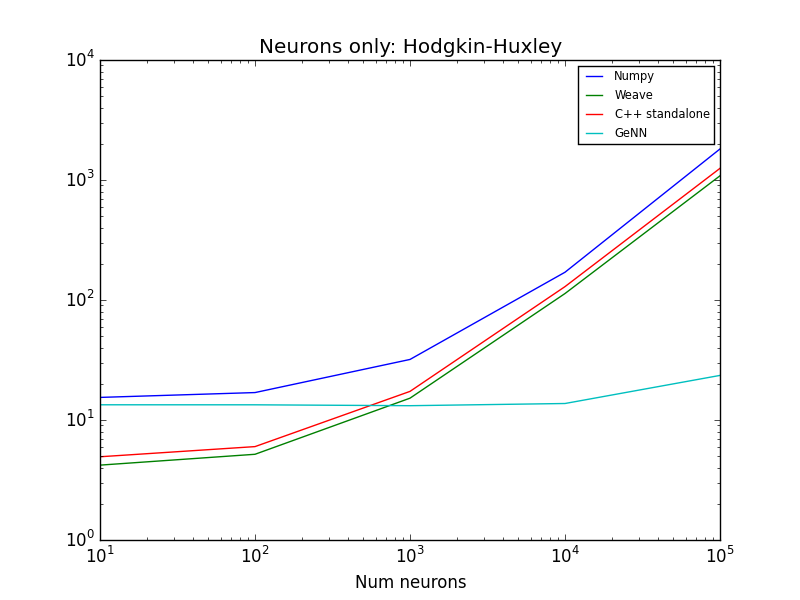 Neurons only: Hodgkin-Huxley
10^4
10^3
10^2
10^1
10^0
Numpy
Weave
C++ standalone
GeNN
10^1 10^2 10^3 10^4 10^5
Num neurons